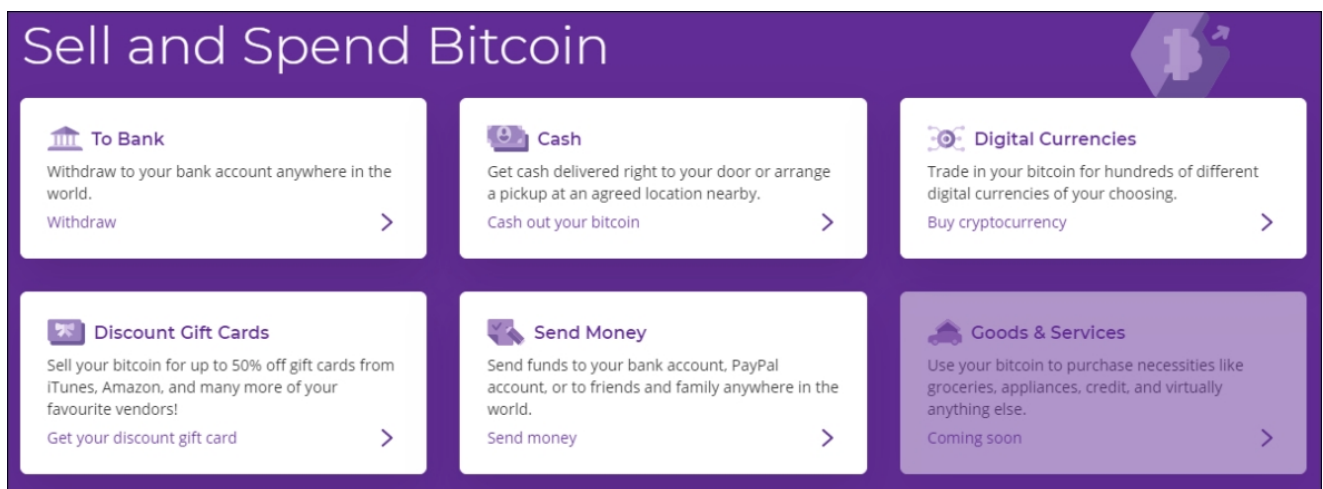 Sell and Spend Bitcoin
To Bank
Withdraw to your bank account anywhere in the
world.
Withdraw
Cash
Get cash delivered right to your door or arrange
a pickup at an agreed location nearby.
Cash out your bitcoin
Digital Currencies
Trade in your bitcoin for hundreds of different
digital currencies of your choosing.
Buy cryptocurrency
Discount Gift Cards
Sell your bitcoin for up to 50% off gift cards from
iTunes, Amazon, and many more of your
favourite vendors!
Get your discount gift card
Send Money
Send funds to your bank account, PayPal
account, or to friends and family anywhere in the
world.
Send money
Goods & Services
Use your bitcoin to purchase necessities like
groceries, appliances, credit, and virtually
anything else.
Coming soon